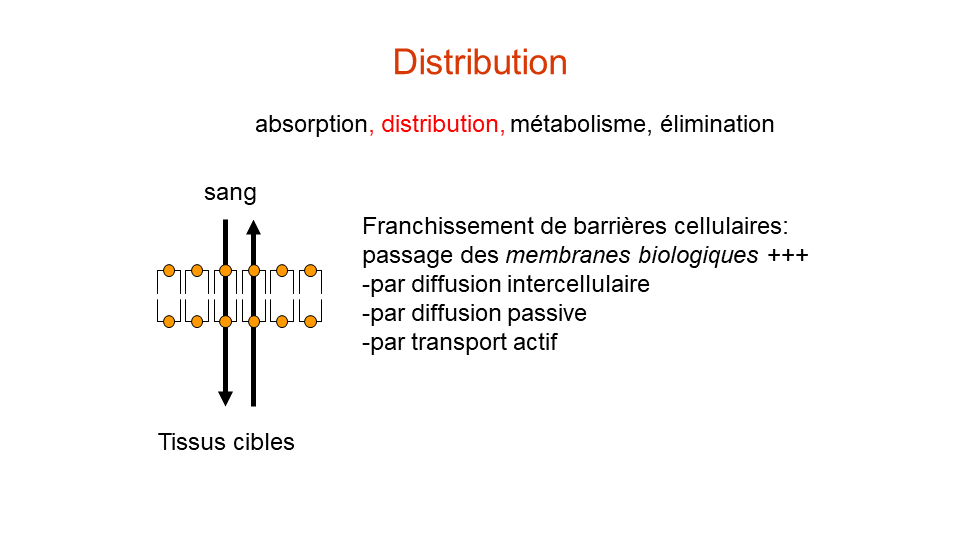 Distribution
absorption, distribution, métabolisme, élimination
sang
Franchissement de barrières cellulaires:
passage des membranes biologiques +++
-par diffusion intercellulaire
-par diffusion passive
-par transport actif
Tissus cibles